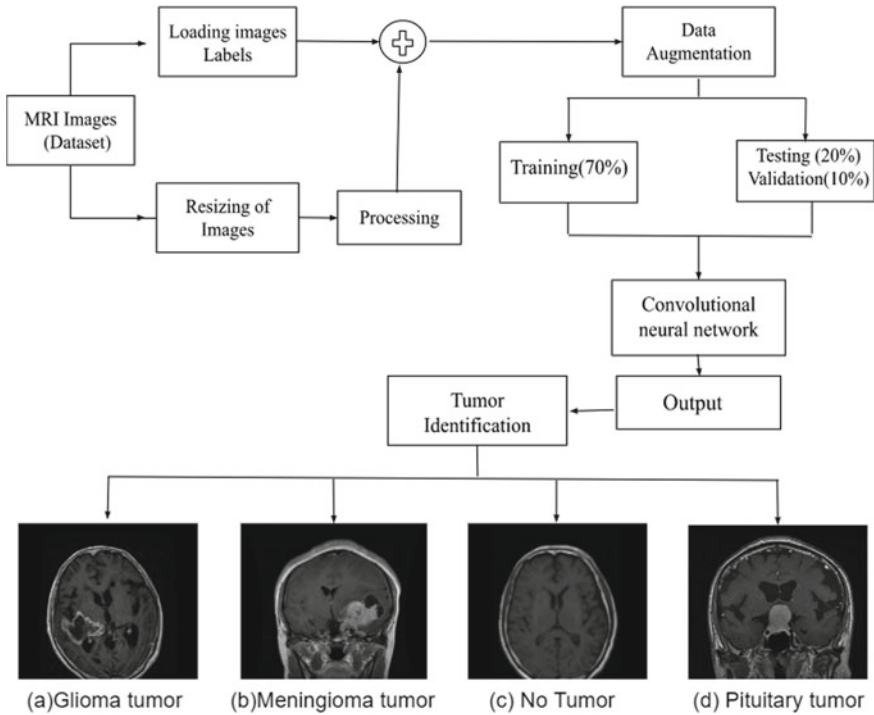 Loading images
Labels
Data
Augmentation
MRI Images
(Dataset)
Training(70%)
Testing (20%)
Validation(10%)
Resizing of
Images
Processing
Convolutional
neural network
Tumor
Identification
Output
(a)Glioma tumor
(b)Meningioma tumor
(c) No Tumor
(d) Pituitary tumor